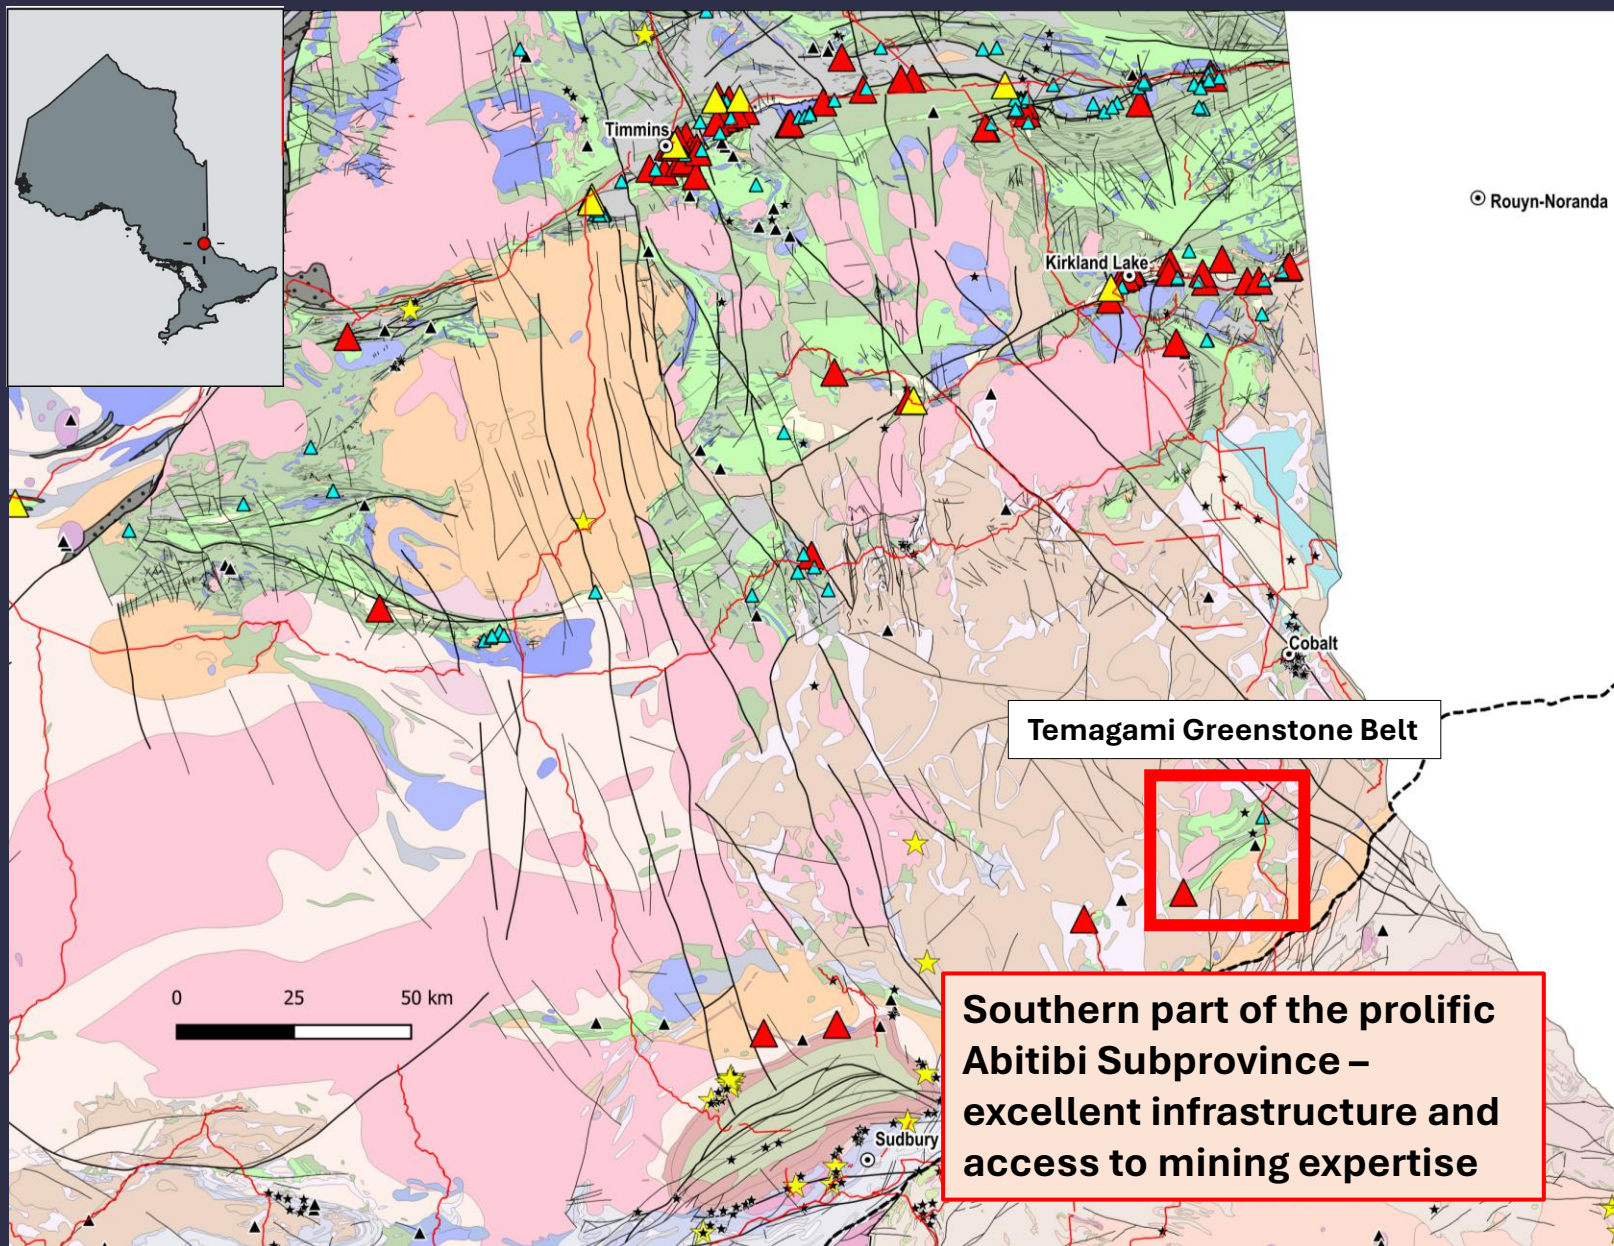 Timmins
Rouyn-Noranda
Kirkland Lake
Cobalt
Temagami Greenstone Belt
0 25 50 km
Southern part of the prolific
Abitibi Subprovince –
excellent infrastructure and
access to mining expertise
Sudbury